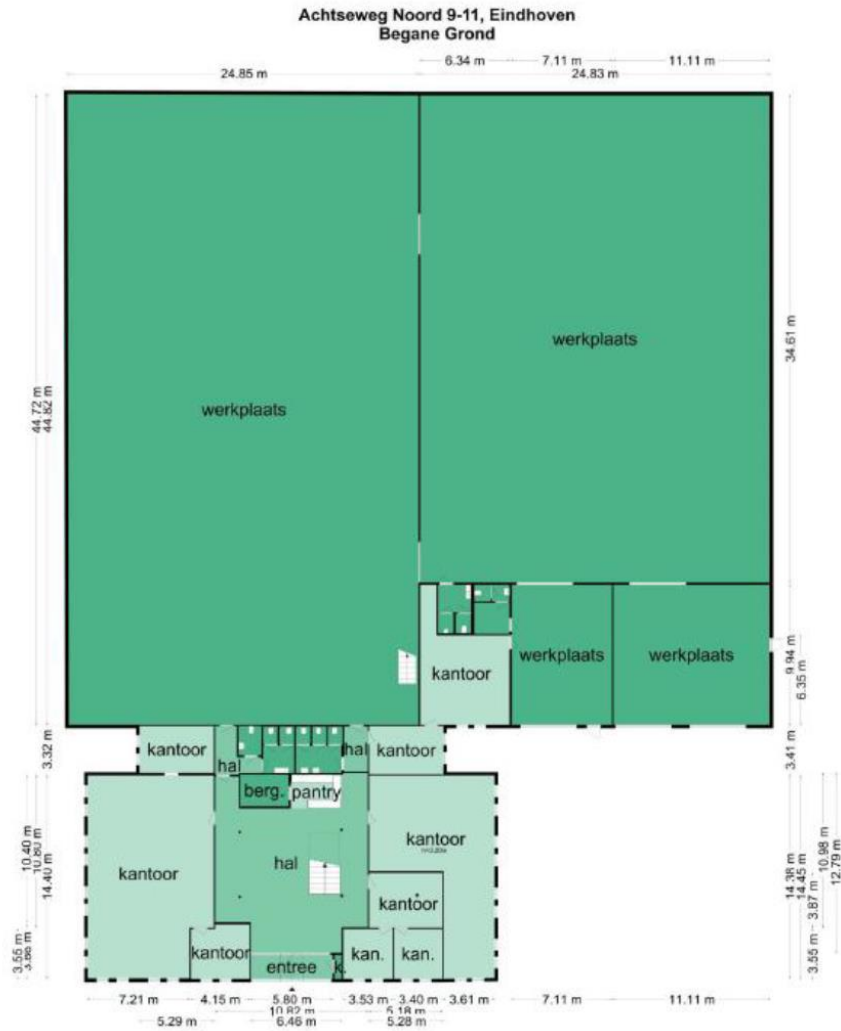 Achtseweg Noord 9-11, Eindhoven
Begane Grond
6.34 m 7.11 m 11.11 m
24.85 m 24.83 m
werkplaats
34.61 m
werkplaats
44.72 m
44.82 m
kantoor
werkplaats
werkplaats
9.94 m
6.35 m
3.32 m
kantoor
hal
hal
kantoor
3.41 m
berg.
pantry
kantoor
hal
kantoor
kantoor
10.40 m
10.80 m
14.40 m
14.38 m
14.45 m
3.87 m
10.98 m
12.79 m
kantoor
entree
k.
kan.
kan.
3.55 m
3.55 m
7.21 m 4.15 m 5.80 m 3.53 m 3.40 m 3.61 m 7.11 m 11.11 m
10.82 m 5.18 m
5.29 m 6.46 m 5.28 m